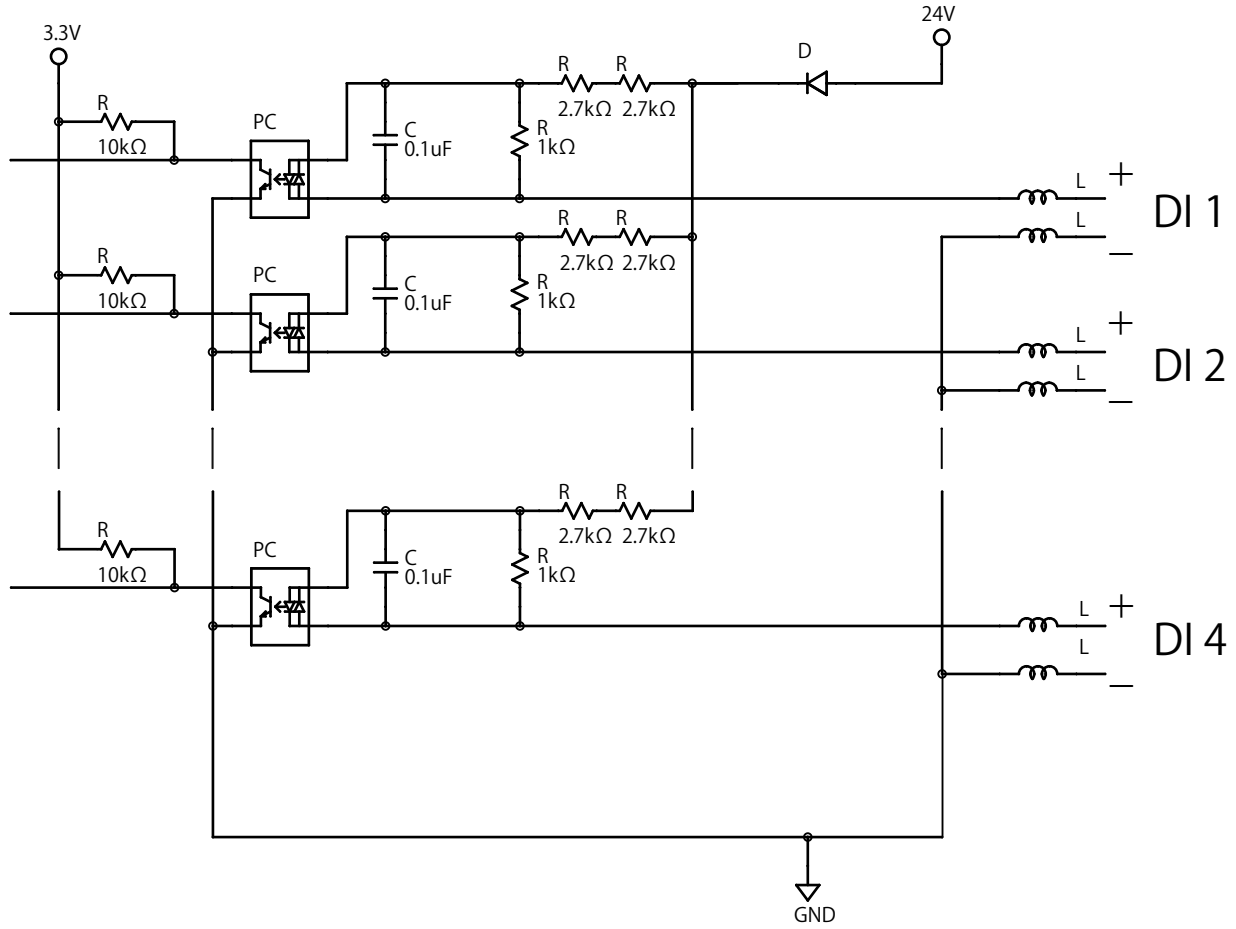 3.3V
24V
D
R
R
R
2.7kΩ
2.7kΩ
PC
10kΩ
C
0.1uF
R
1kΩ
L
+
DI 1
L
—
R
R
R
2.7kΩ
2.7kΩ
PC
10kΩ
C
0.1uF
R
1kΩ
L
+
DI 2
L
—
R
R
R
2.7kΩ
2.7kΩ
PC
10kΩ
C
0.1uF
R
1kΩ
L
+
DI 4
L
—
GND